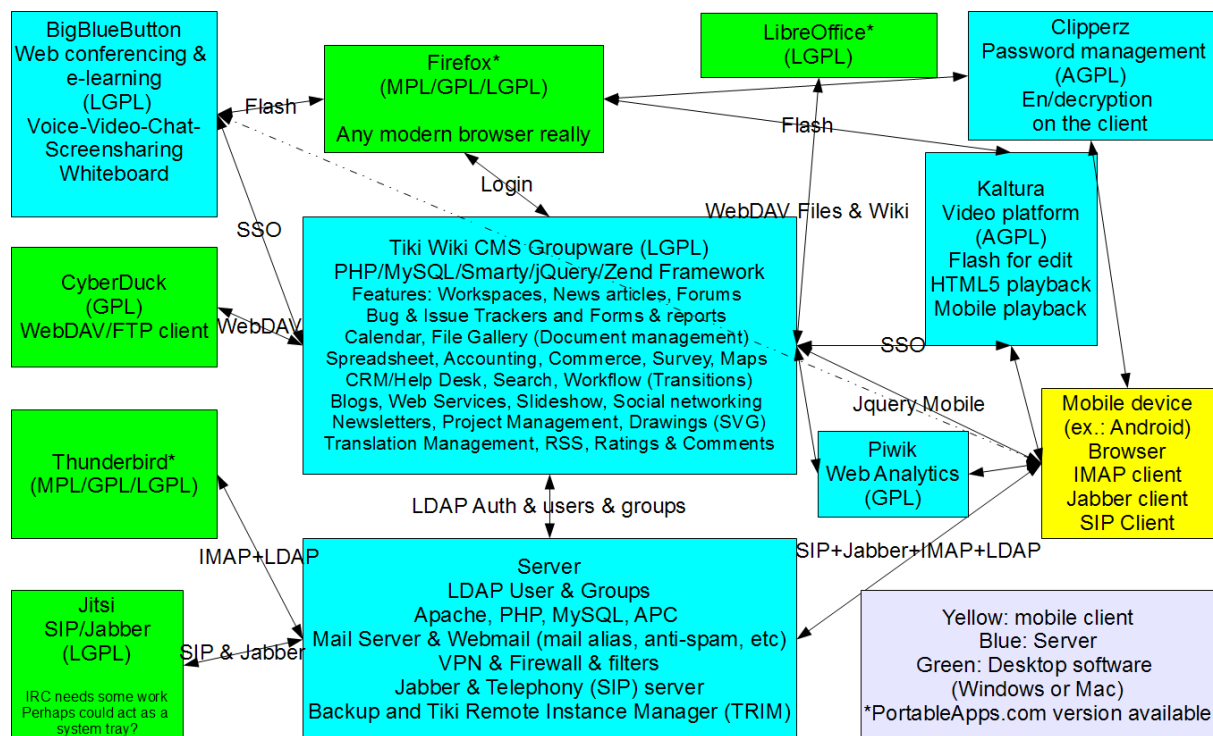 BigBlueButton
Web conferencing &
e-learning
(LGPL)
Voice-Video-Chat-
Screensharing
Whiteboard
Flash
Firefox*
(MPL/GPL/LGPL)
Any modern browser really
LibreOffice*
(LGPL)
Clipperz
Password management
(AGPL)
En/decryption
on the client
Flash
Login
SSO
WebDAV Files & Wiki
Kaltura
Video platform
(AGPL)
Flash for edit
HTML5 playback
Mobile playback
CyberDuck
(GPL)
WebDAV/FTP client
WebDAV
Tiki Wiki CMS Groupware (LGPL)
PHP/MySQL/Smarty/jQuery/Zend Framework
Features: Workspaces, News articles, Forums
Bug & Issue Trackers and Forms & reports
Calendar, File Gallery (Document management)
Spreadsheet, Accounting, Commerce, Survey, Maps
CRM/Help Desk, Search, Workflow (Transitions)
Blogs, Web Services, Slideshow, Social networking
Newsletters, Project Management, Drawings (SVG)
Translation Management, RSS, Ratings & Comments
SSO
Jquery Mobile
Mobile device
(ex.: Android)
Browser
IMAP client
Jabber client
SIP Client
Piwik
Web Analytics
(GPL)
Thunderbird*
(MPL/GPL/LGPL)
LDAP Auth & users & groups
IMAP+LDAP
SIP+Jabber+IMAP+LDAP
Server
LDAP User & Groups
Apache, PHP, MySQL, APC
Mail Server & Webmail (mail alias, anti-spam, etc)
VPN & Firewall & filters
Jabber & Telephony (SIP) server
Backup and Tiki Remote Instance Manager (TRIM)
Jitsi
SIP/Jabber
(LGPL)
IRC needs some work
Perhaps could act as a
system tray?
SIP & Jabber
Yellow: mobile client
Blue: Server
Green: Desktop software
(Windows or Mac)
*PortableApps.com version available